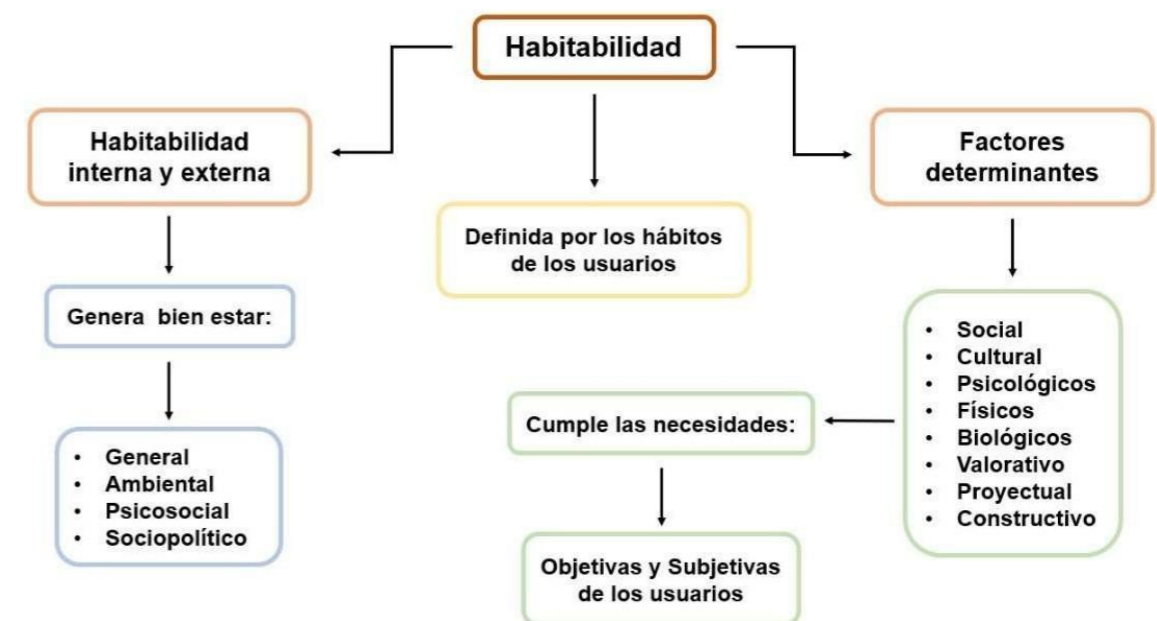 Habitabilidad
Habitabilidad
interna y externa
Genera bien estar:
• General
• Ambiental
• Psicosocial
• Sociopolítico
Definida por los hábitos
de los usuarios
Factores
determinantes
• Social
• Cultural
• Psicológicos
• Físicos
• Biológicos
• Valorativo
• Proyectual
• Constructivo
Cumple las necesidades:
Objetivas y Subjetivas
de los usuarios